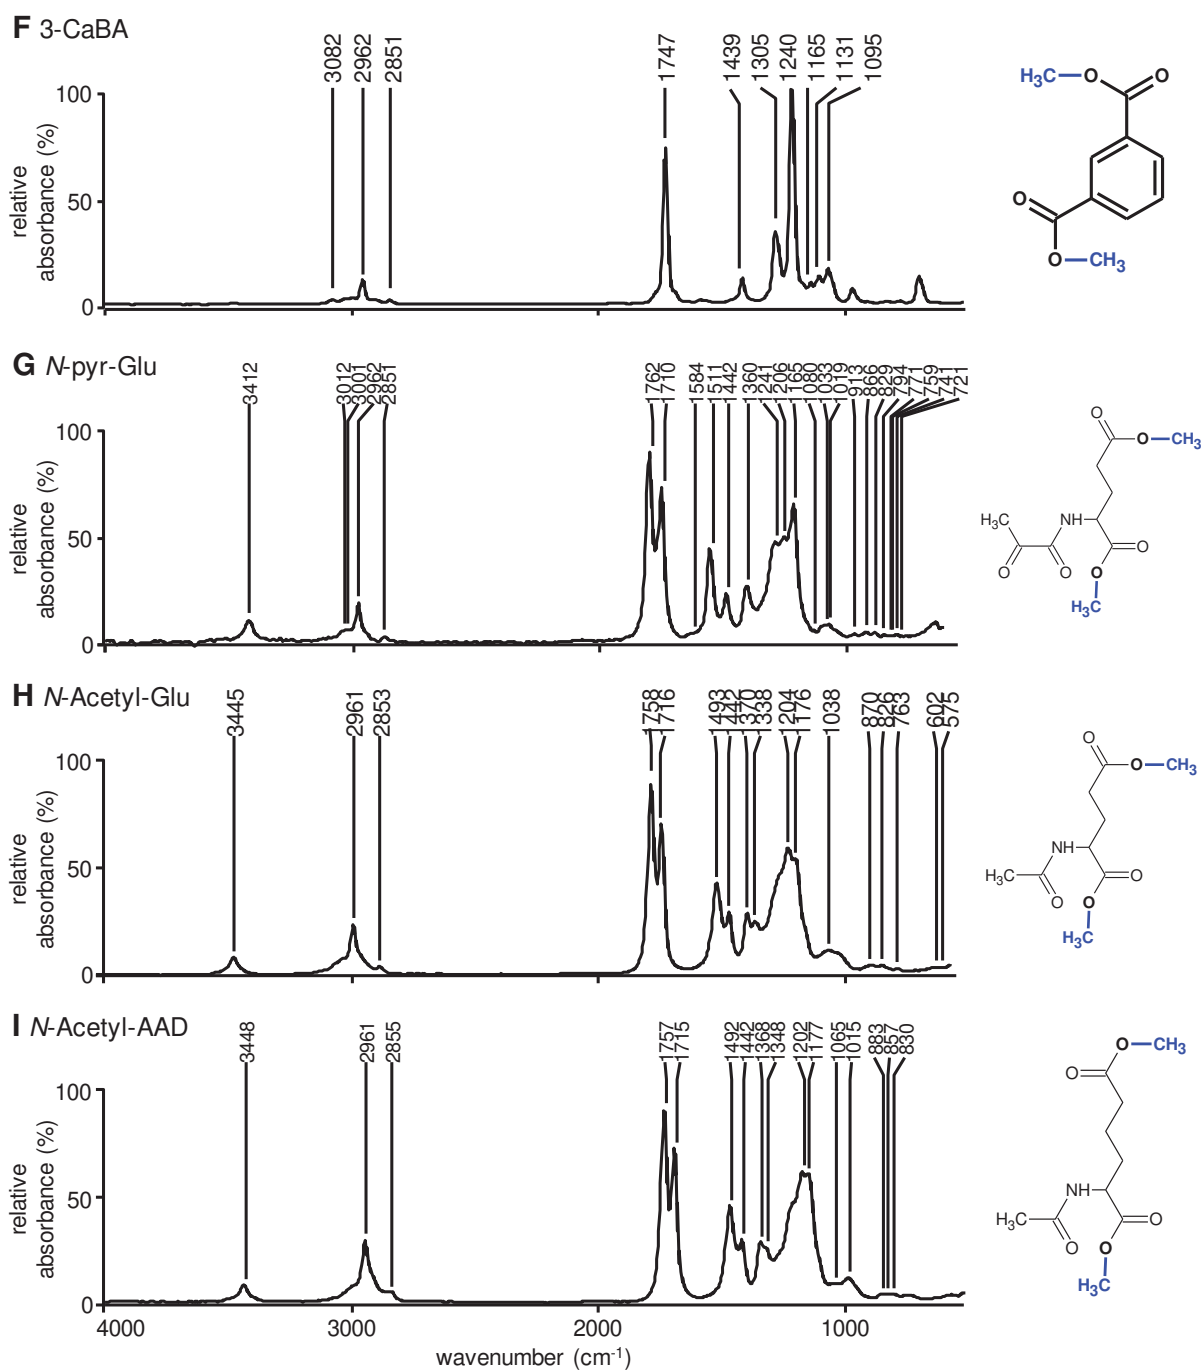 F 3-CaBA
3082 2962 2851 1747 1439 1305 1240 1165 1131 1095
relative
absorbance (%)
100
50
0
H3C O O
O
O CH3
G N-pyr-Glu
3412 3012 3001 2962 2851 1762 1710 1584 1511 1442 1360 1241 1206 1165 1080 1033 1019 913 866 829 794 771 759 741 721
relative
absorbance (%)
100
50
0
O
O CH3
H3C NH
O O O
O
H3C
H N-Acetyl-Glu
3445 2961 2853 1758 1716 1493 1442 1370 1338 1204 1176 1038 870 826 763 602 575
relative
absorbance (%)
100
50
0
O
O CH3
NH
H3C O
O O
H3C
I N-Acetyl-AAD
3448 2961 2855 1757 1715 1492 1442 1368 1348 1202 1177 1065 1015 883 857 830
relative
absorbance (%)
100
50
0
O CH3
O
NH
H3C O
O O
H3C
4000 3000 2000 1000
wavenumber (cm-1)